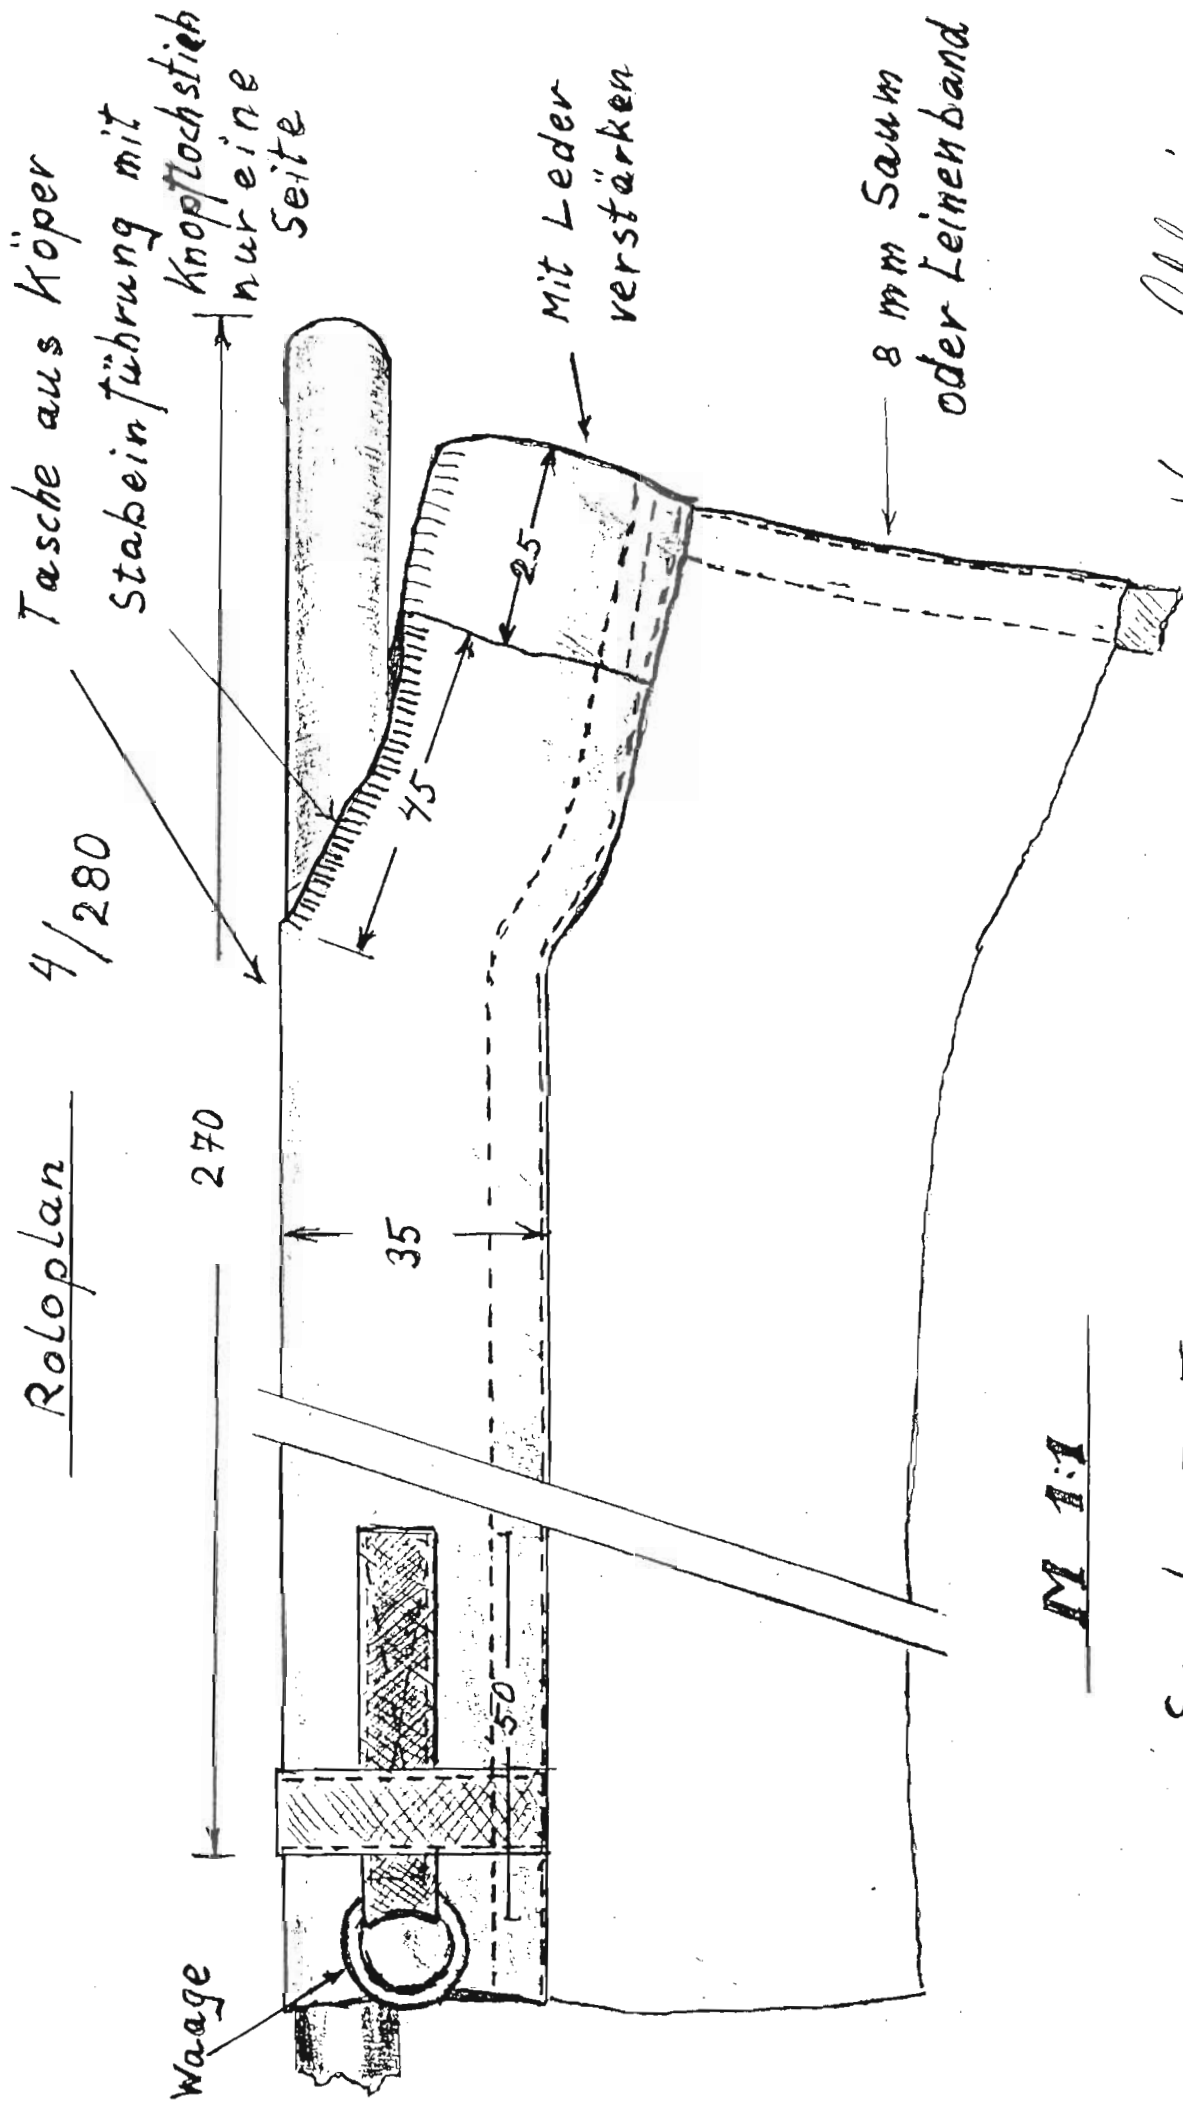 Roloplan 4/280
Tasche aus Köper
Stabeinführung mit
Knopflochstich
nur eine
Seite
270
Waage
35
45
25
50
Mit Leder
verstärken
8 mm Saum
oder Leinenband
M 1:1